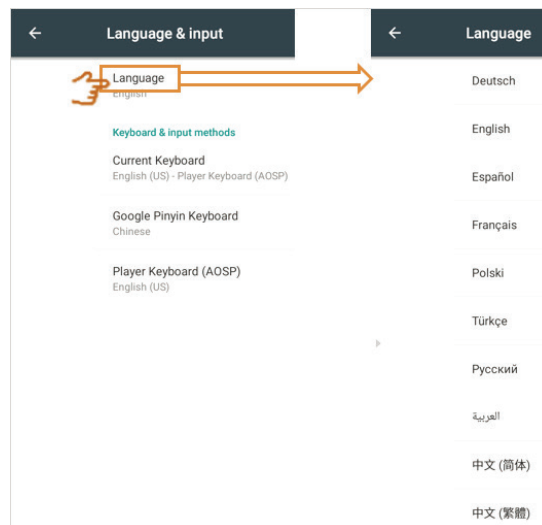 Language & input
Language
English
Keyboard & input methods
Current Keyboard
English (US) - Player Keyboard (AOSP)
Google Pinyin Keyboard
Chinese
Player Keyboard (AOSP)
English (US)
Language
Deutsch
English
Español
Français
Polski
Türkçe
Русский
العربية
中文 (简体)
中文 (繁體)